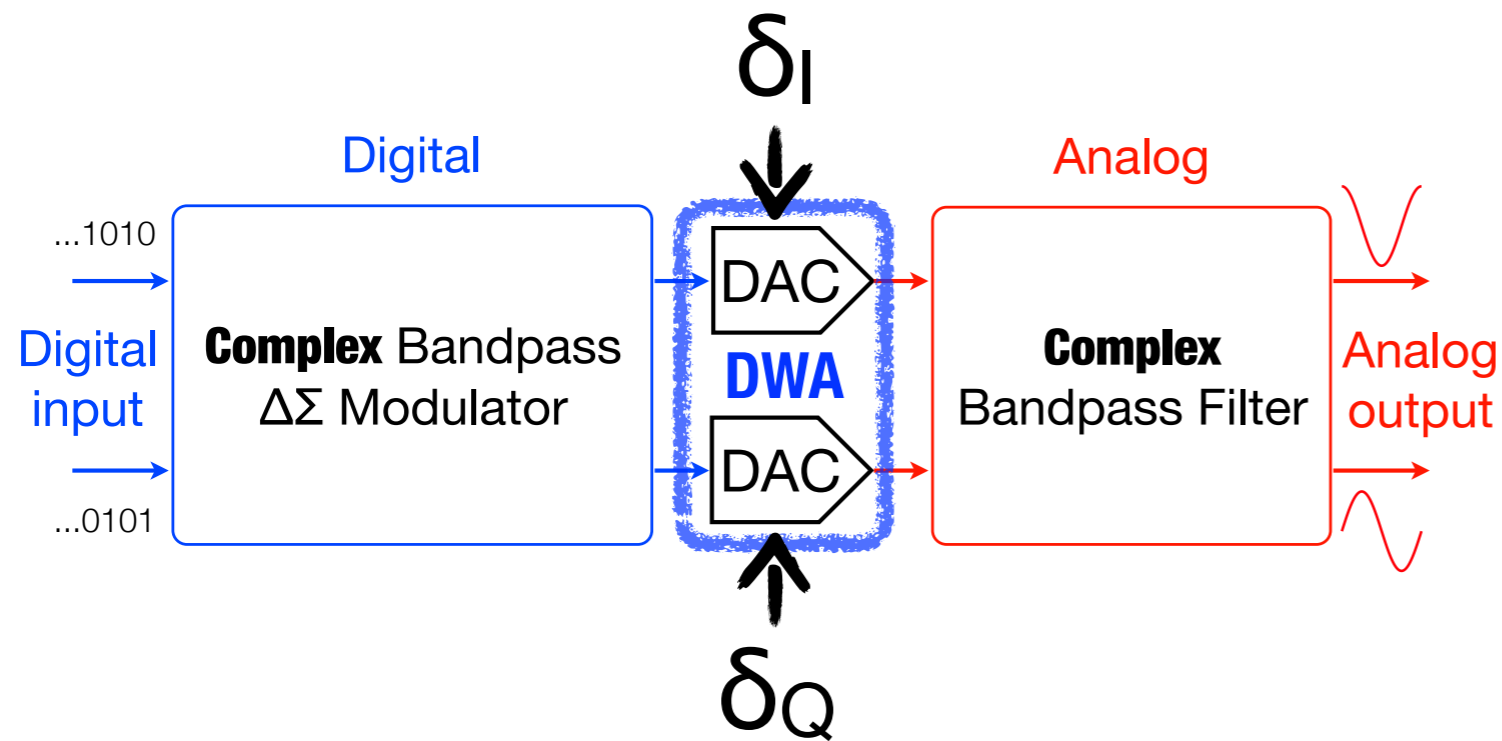 δI
Digital
Analog
...1010
Digital
input
...0101
Complex Bandpass
ΔΣ Modulator
DAC
DWA
DAC
Complex
Bandpass Filter
Analog
output
δQ